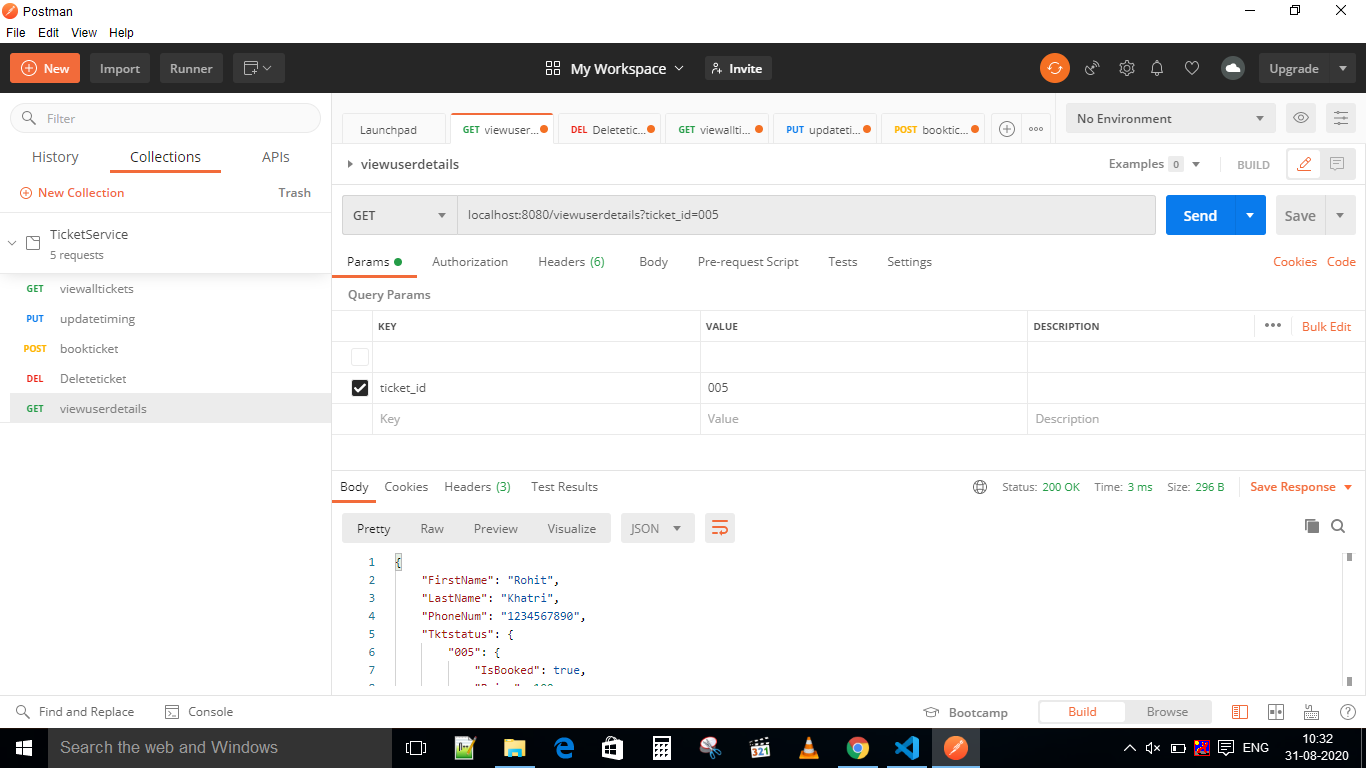 Postman
File Edit View Help
New Import Runner My Workspace Invite Upgrade
Filter
History Collections APIs
New Collection Trash
TicketService
5 requests
GET viewalltickets
PUT updatetiming
POST bookticket
DEL Deleteticket
GET viewuserdetails
Launchpad GET viewuser... DEL Deletetic... GET viewallti... PUT updateti... POST booktic... No Environment
viewuserdetails Examples 0 BUILD
GET localhost:8080/viewuserdetails?ticket_id=005 Send Save
Params Authorization Headers (6) Body Pre-request Script Tests Settings Cookies Code
Query Params
KEY VALUE DESCRIPTION Bulk Edit
ticket_id 005
Key Value Description
Body Cookies Headers (3) Test Results Status: 200 OK Time: 3 ms Size: 296 B Save Response
Pretty Raw Preview Visualize JSON
1 {
2 "FirstName": "Rohit",
3 "LastName": "Khatri",
4 "PhoneNum": "1234567890",
5 "Tktstatus": {
6 "005": {
7 "IsBooked": true,
Find and Replace Console Bootcamp Build Browse
Search the web and Windows
321
ENG
10:32
31-08-2020